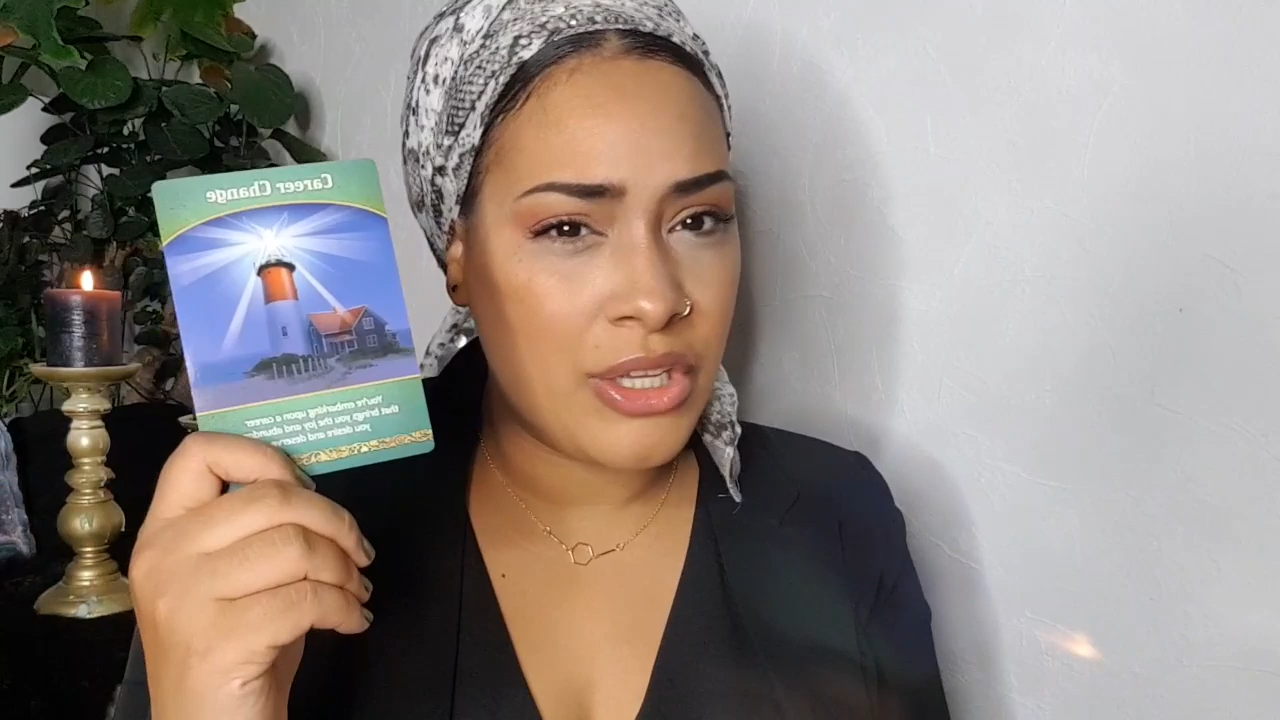 Career Change
You're embarking upon a career
that brings you the joy and
you desire and